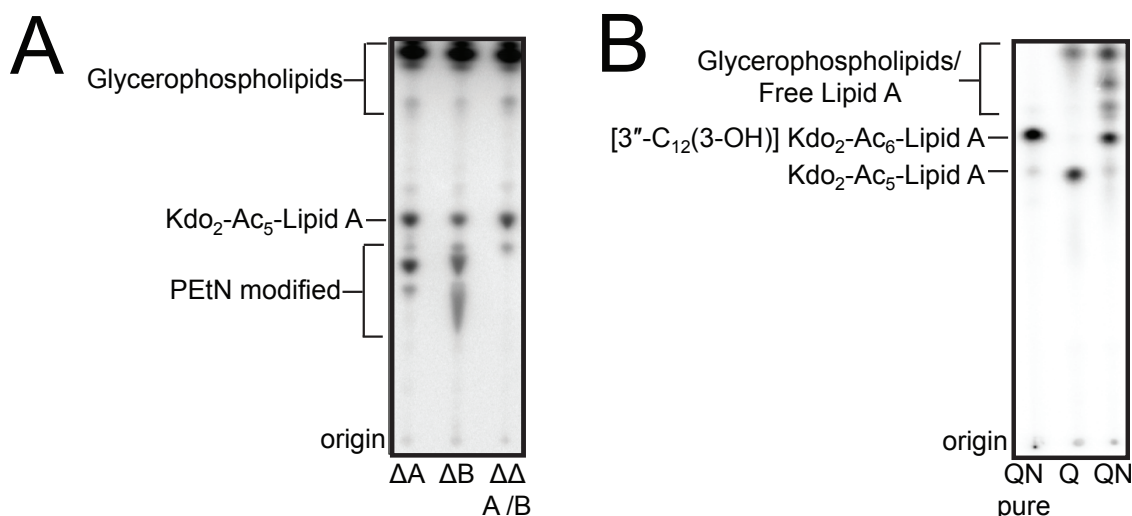 A
Glycerophospholipids
Kdo₂-Ac₅-Lipid A
PEtN modified
origin
ΔA ΔB ΔΔ
A /B
B
Glycerophospholipids/
Free Lipid A
[3″-C₁₂(3-OH)] Kdo₂-Ac₆-Lipid A
Kdo₂-Ac₅-Lipid A
origin
QN Q QN
pure